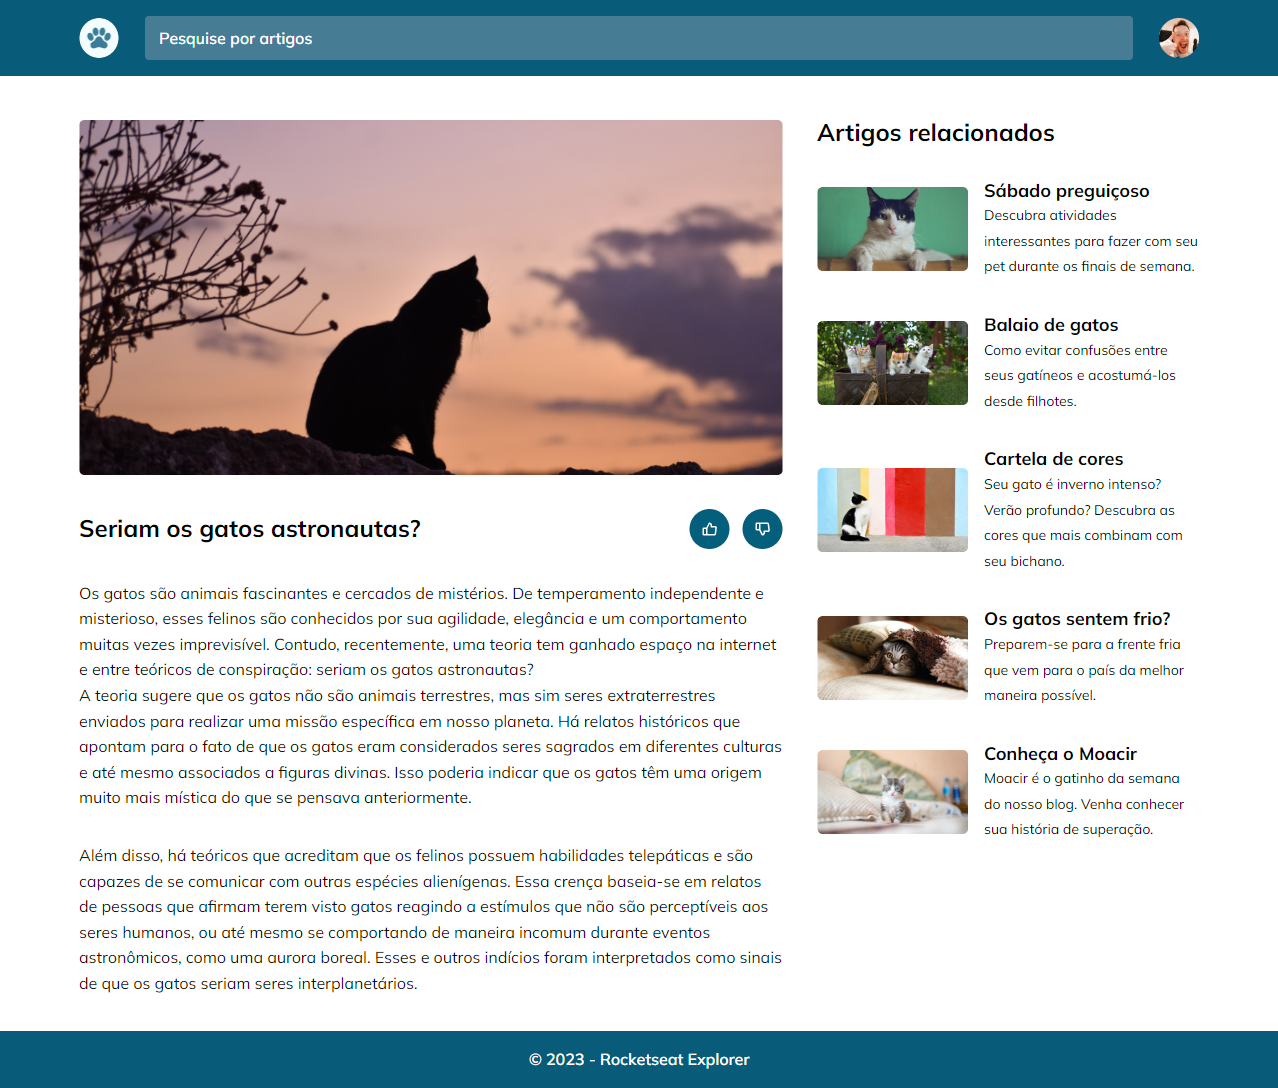 Pesquise por artigos
Seriam os gatos astronautas?
Os gatos são animais fascinantes e cercados de mistérios. De temperamento independente e
misterioso, esses felinos são conhecidos por sua agilidade, elegância e um comportamento
muitas vezes imprevisível. Contudo, recentemente, uma teoria tem ganhado espaço na internet
e entre teóricos de conspiração: seriam os gatos astronautas?
A teoria sugere que os gatos não são animais terrestres, mas sim seres extraterrestres
enviados para realizar uma missão específica em nosso planeta. Há relatos históricos que
apontam para o fato de que os gatos eram considerados seres sagrados em diferentes culturas
e até mesmo associados a figuras divinas. Isso poderia indicar que os gatos têm uma origem
muito mais mística do que se pensava anteriormente.
Além disso, há teóricos que acreditam que os felinos possuem habilidades telepáticas e são
capazes de se comunicar com outras espécies alienígenas. Essa crença baseia-se em relatos
de pessoas que afirmam terem visto gatos reagindo a estímulos que não são perceptíveis aos
seres humanos, ou até mesmo se comportando de maneira incomum durante eventos
astronômicos, como uma aurora boreal. Esses e outros indícios foram interpretados como sinais
de que os gatos seriam seres interplanetários.
Artigos relacionados
Sábado preguiçoso
Descubra atividades
interessantes para fazer com seu
pet durante os finais de semana.
Balaio de gatos
Como evitar confusões entre
seus gatíneos e acostumá-los
desde filhotes.
Cartela de cores
Seu gato é inverno intenso?
Verão profundo? Descubra as
cores que mais combinam com
seu bichano.
Os gatos sentem frio?
Preparem-se para a frente fria
que vem para o país da melhor
maneira possível.
Conheça o Moacir
Moacir é o gatinho da semana
do nosso blog. Venha conhecer
sua história de superação.
© 2023 - Rocketseat Explorer